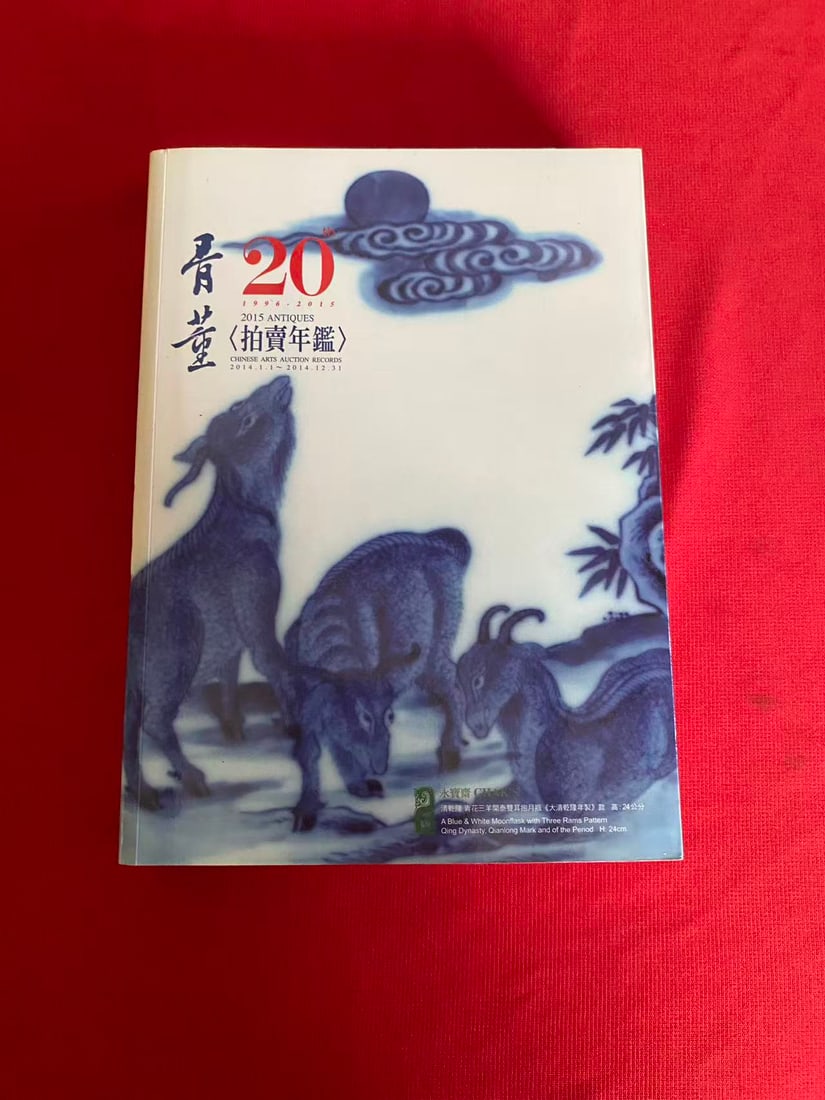 骨董
20
1996-2015
2015 ANTIQUES
〈拍賣年鑑〉
CHINESE ARTS AUCTION RECORDS
2014.1.1~2014.12.31
永寶齋
清乾隆 青花三羊開泰雙耳抱月瓶《大清乾隆年製》款 高:24公分
A Blue & White Moonflask with Three Rams Pattern
Qing Dynasty, Qianlong Mark and of the Period H: 24cm.